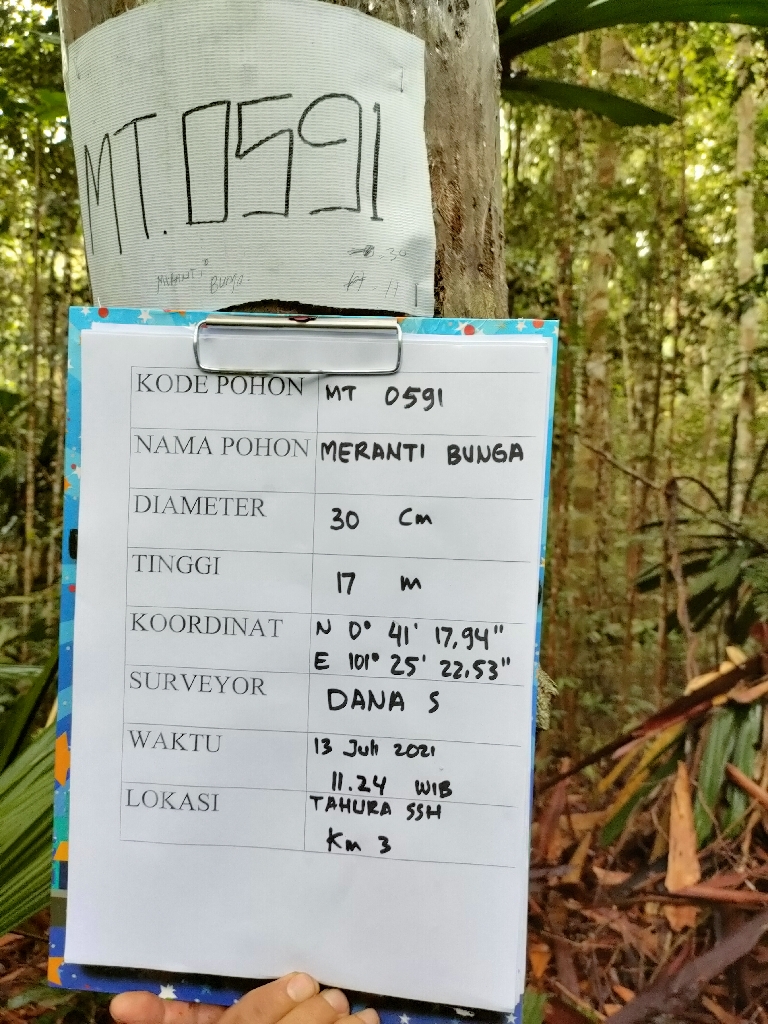 MT. 0591
MERANTI BUNGA
30
KODE POHON MT 0591
NAMA POHON MERANTI BUNGA
DIAMETER 30 Cm
TINGGI 17 m
KOORDINAT N 0° 41' 17,94"
E 101° 25' 22.53"
SURVEYOR DANA S
WAKTU 13 Juli 2021
11.24 WIB
LOKASI TAHURA SSH
Km 3